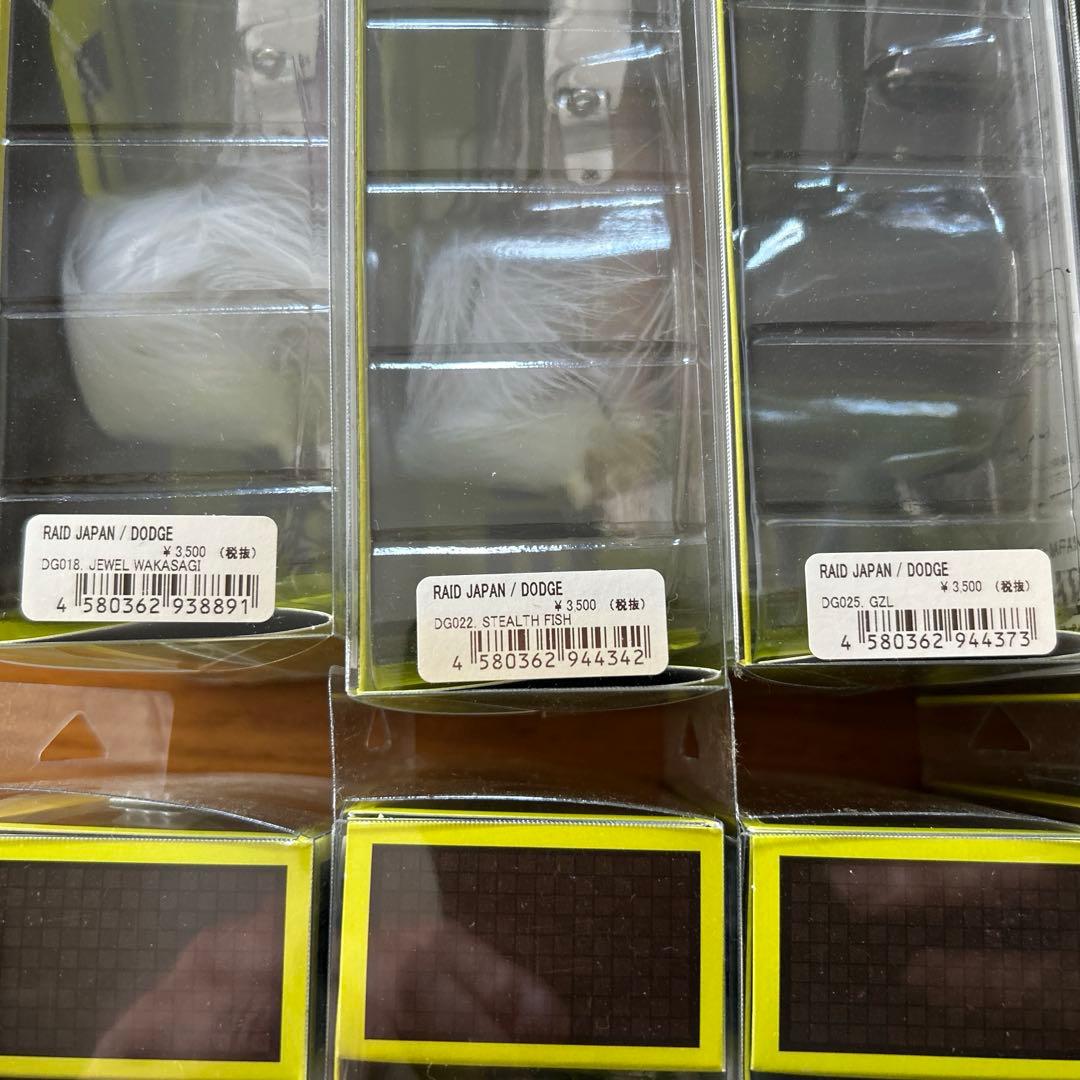 RAID JAPAN / DODGE
¥ 3,500 (税抜)
DG018. JEWEL WAKASAGI
4 580362 938891
RAID JAPAN / DODGE
¥ 3,500 (税抜)
DG022. STEALTH FISH
4 580362 944342
RAID JAPAN / DODGE
¥ 3,500 (税抜)
DG025. GZL
4 580362 944373